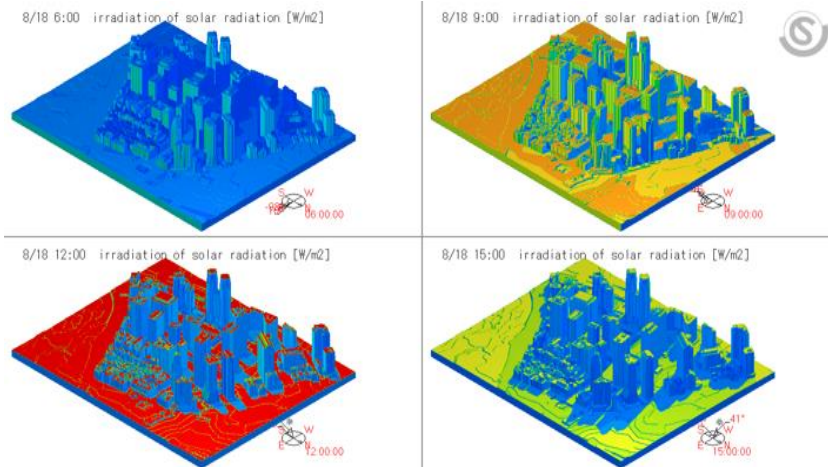 8/18 6:00 irradiation of solar radiation [W/m2]
S W
E N
06:00:00
8/18 9:00 irradiation of solar radiation [W/m2]
S
W
E N
09:00:00
8/18 12:00 irradiation of solar radiation [W/m2]
S W
E N
12:00:00
8/18 15:00 irradiation of solar radiation [W/m2]
41°
S W
E N
15:00:00